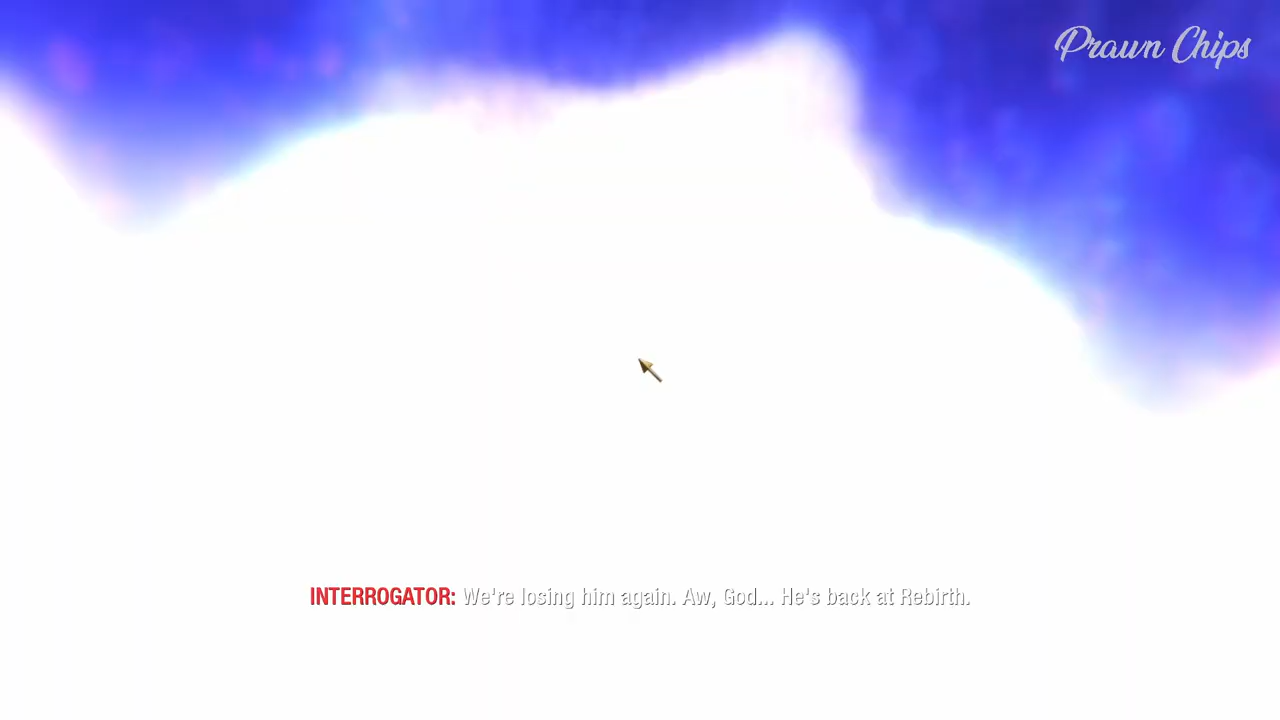 Prawn Chips
INTERROGATOR: We're losing him again. Aw, God... He's back at Rebirth.